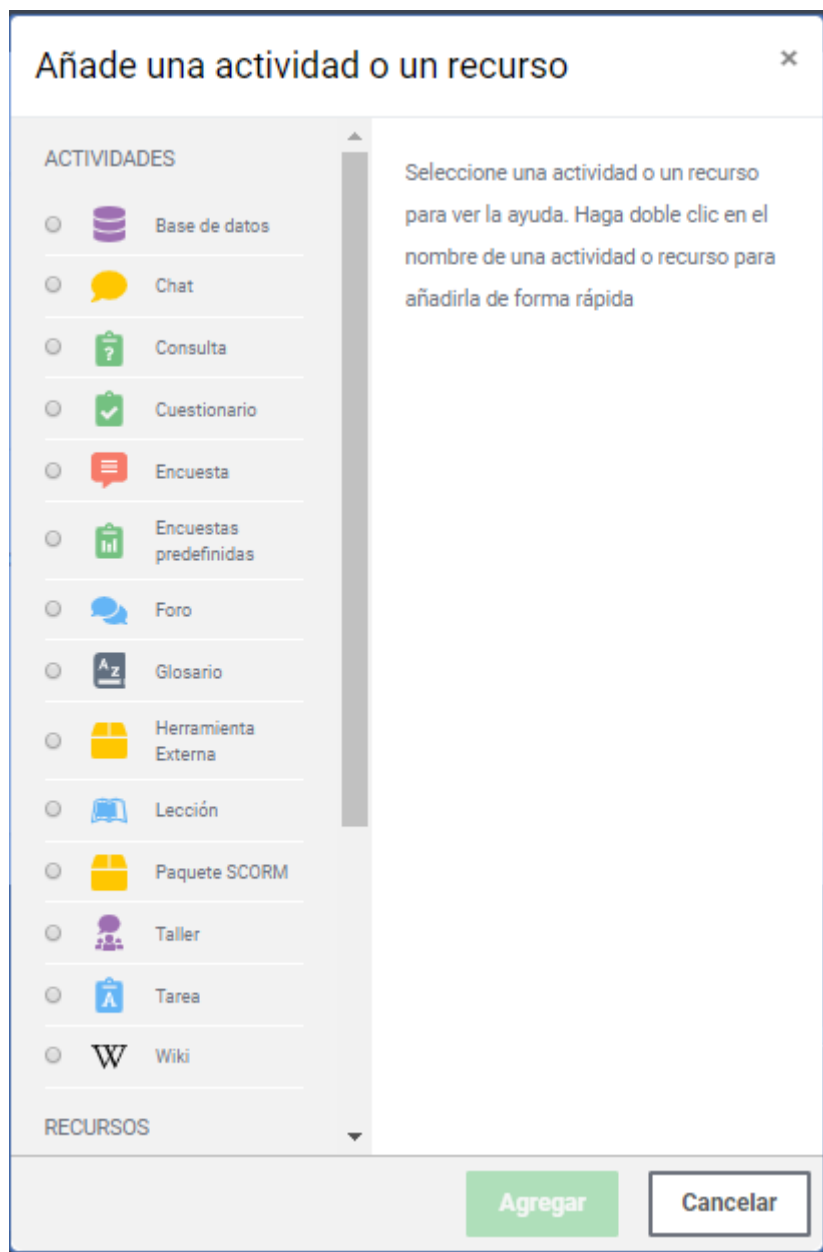 Añade una actividad o un recurso
×
ACTIVIDADES
Base de datos
Chat
?
Consulta
Cuestionario
Encuesta
Encuestas
predefinidas
Foro
A Z
Glosario
Herramienta
Externa
Lección
Paquete SCORM
Taller
A
Tarea
W
Wiki
RECURSOS
Seleccione una actividad o un recurso
para ver la ayuda. Haga doble clic en el
nombre de una actividad o recurso para
añadirla de forma rápida
Agregar
Cancelar